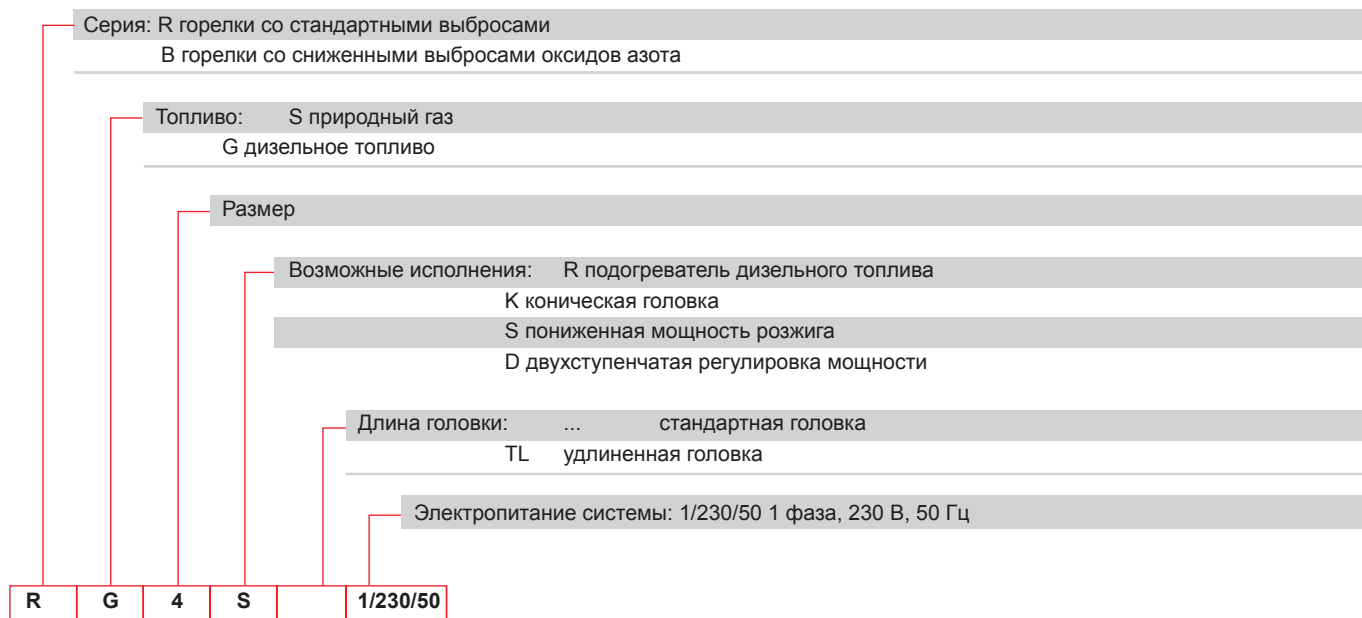 Серия: R горелки со стандартными выбросами
B горелки со сниженными выбросами оксидов азота
Топливо: S природный газ
G дизельное топливо
Размер
Возможные исполнения: R подогреватель дизельного топлива
K коническая головка
S пониженная мощность розжига
D двухступенчатая регулировка мощности
Длина головки: ... стандартная головка
TL удлиненная головка
Электропитание системы: 1/230/50 1 фаза, 230 В, 50 Гц
R G 4 S 1/230/50